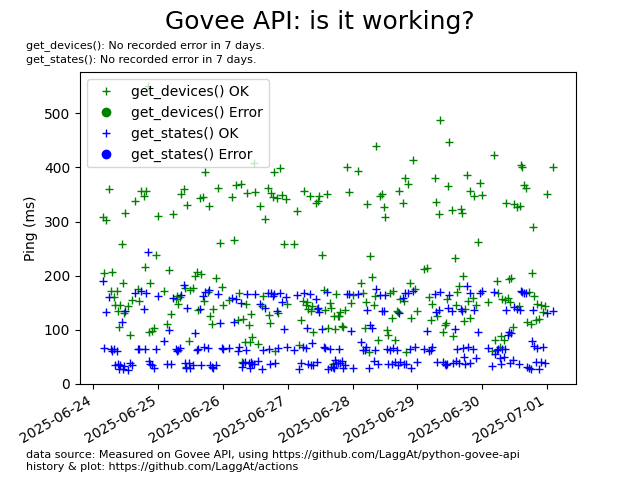 Govee API: is it working?
get_devices(): No recorded error in 7 days.
get_states(): No recorded error in 7 days.
get_devices() OK
get_devices() Error
get_states() OK
get_states() Error
Ping (ms)
500
400
300
200
100
0
2025-06-24
2025-06-25
2025-06-26
2025-06-27
2025-06-28
2025-06-29
2025-06-30
2025-07-01
data source: Measured on Govee API, using https://github.com/LaggAt/python-govee-api
history & plot: https://github.com/LaggAt/actions